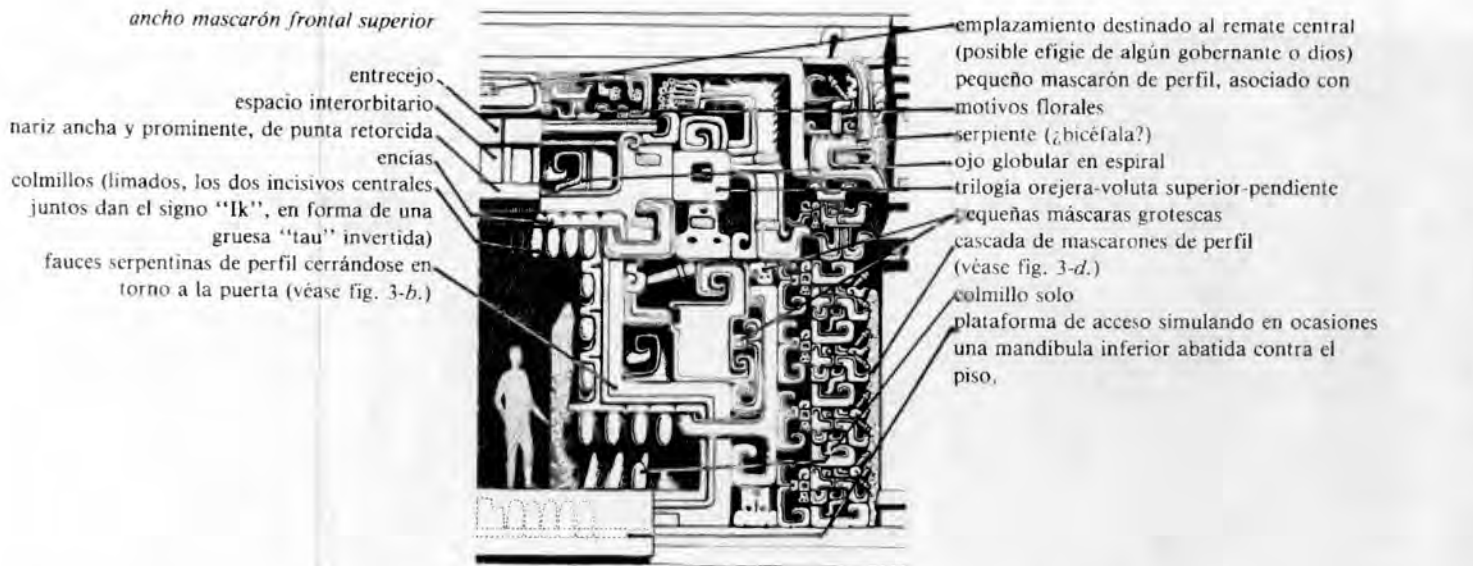 ancho mascarón frontal superior
entrecejo
espacio interorbitario
nariz ancha y prominente, de punta retorcida
encías
colmillos (limados, los dos incisivos centrales
juntos dan el signo "Ik", en forma de una
gruesa "tau" invertida)
fauces serpentinas de perfil cerrándose en
torno a la puerta (véase fig. 3-b.)
emplazamiento destinado al remate central
(posible efigie de algún gobernante o dios)
pequeño mascarón de perfil, asociado con
motivos florales
serpiente (¿bicéfala?)
ojo globular en espiral
trilogía orejera-voluta superior-pendiente
pequeñas máscaras grotescas
cascada de mascarones de perfil
(véase fig. 3-d.)
colmillo solo
plataforma de acceso simulando en ocasiones
una mandíbula inferior abatida contra el
piso.